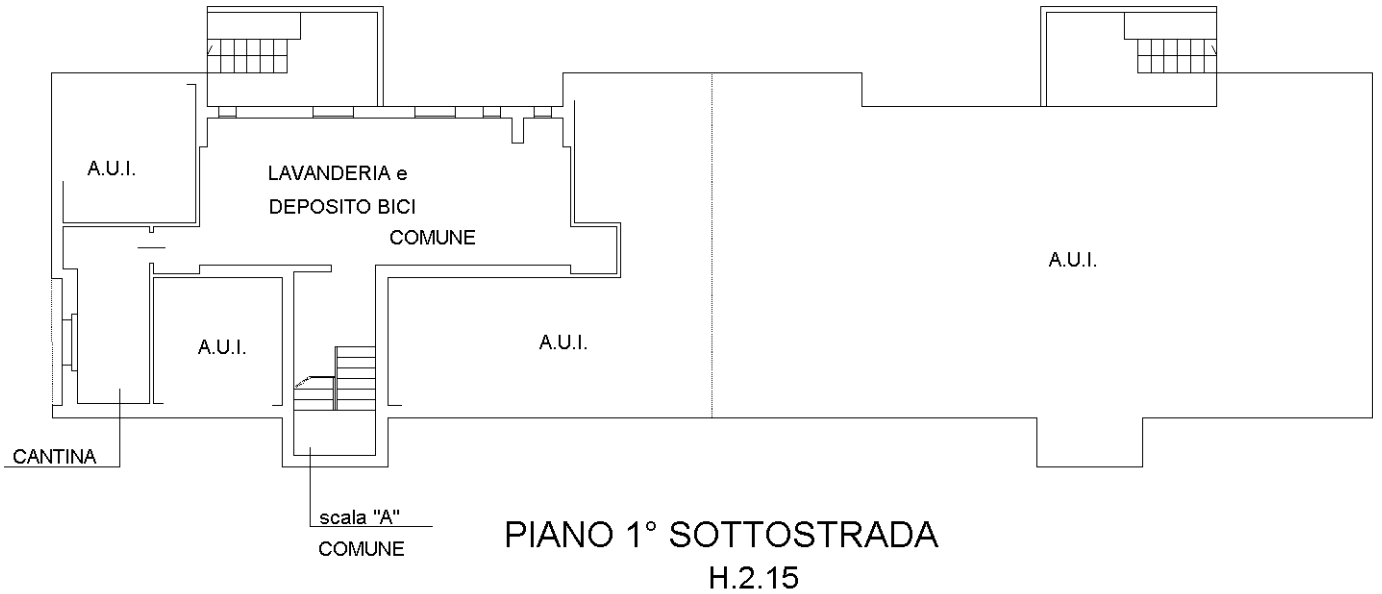 A.U.I.
LAVANDERIA e
DEPOSITO BICI
COMUNE
A.U.I.
A.U.I.
A.U.I.
CANTINA
scala "A"
COMUNE
PIANO 1° SOTTOSTRADA
H.2.15